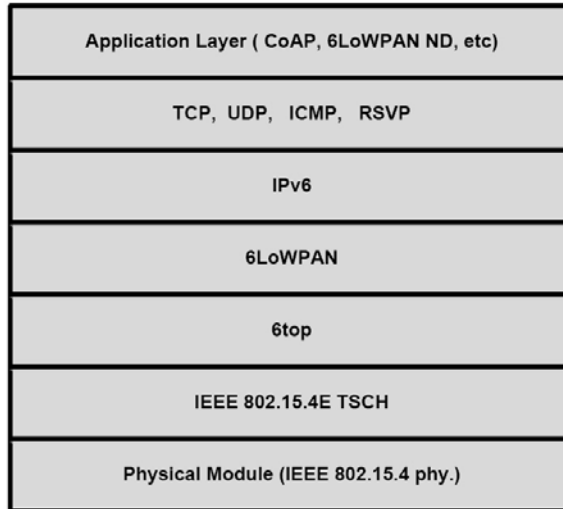 Application Layer ( CoAP, 6LoWPAN ND, etc)
TCP, UDP, ICMP, RSVP
IPv6
6LoWPAN
6top
IEEE 802.15.4E TSCH
Physical Module (IEEE 802.15.4 phy.)